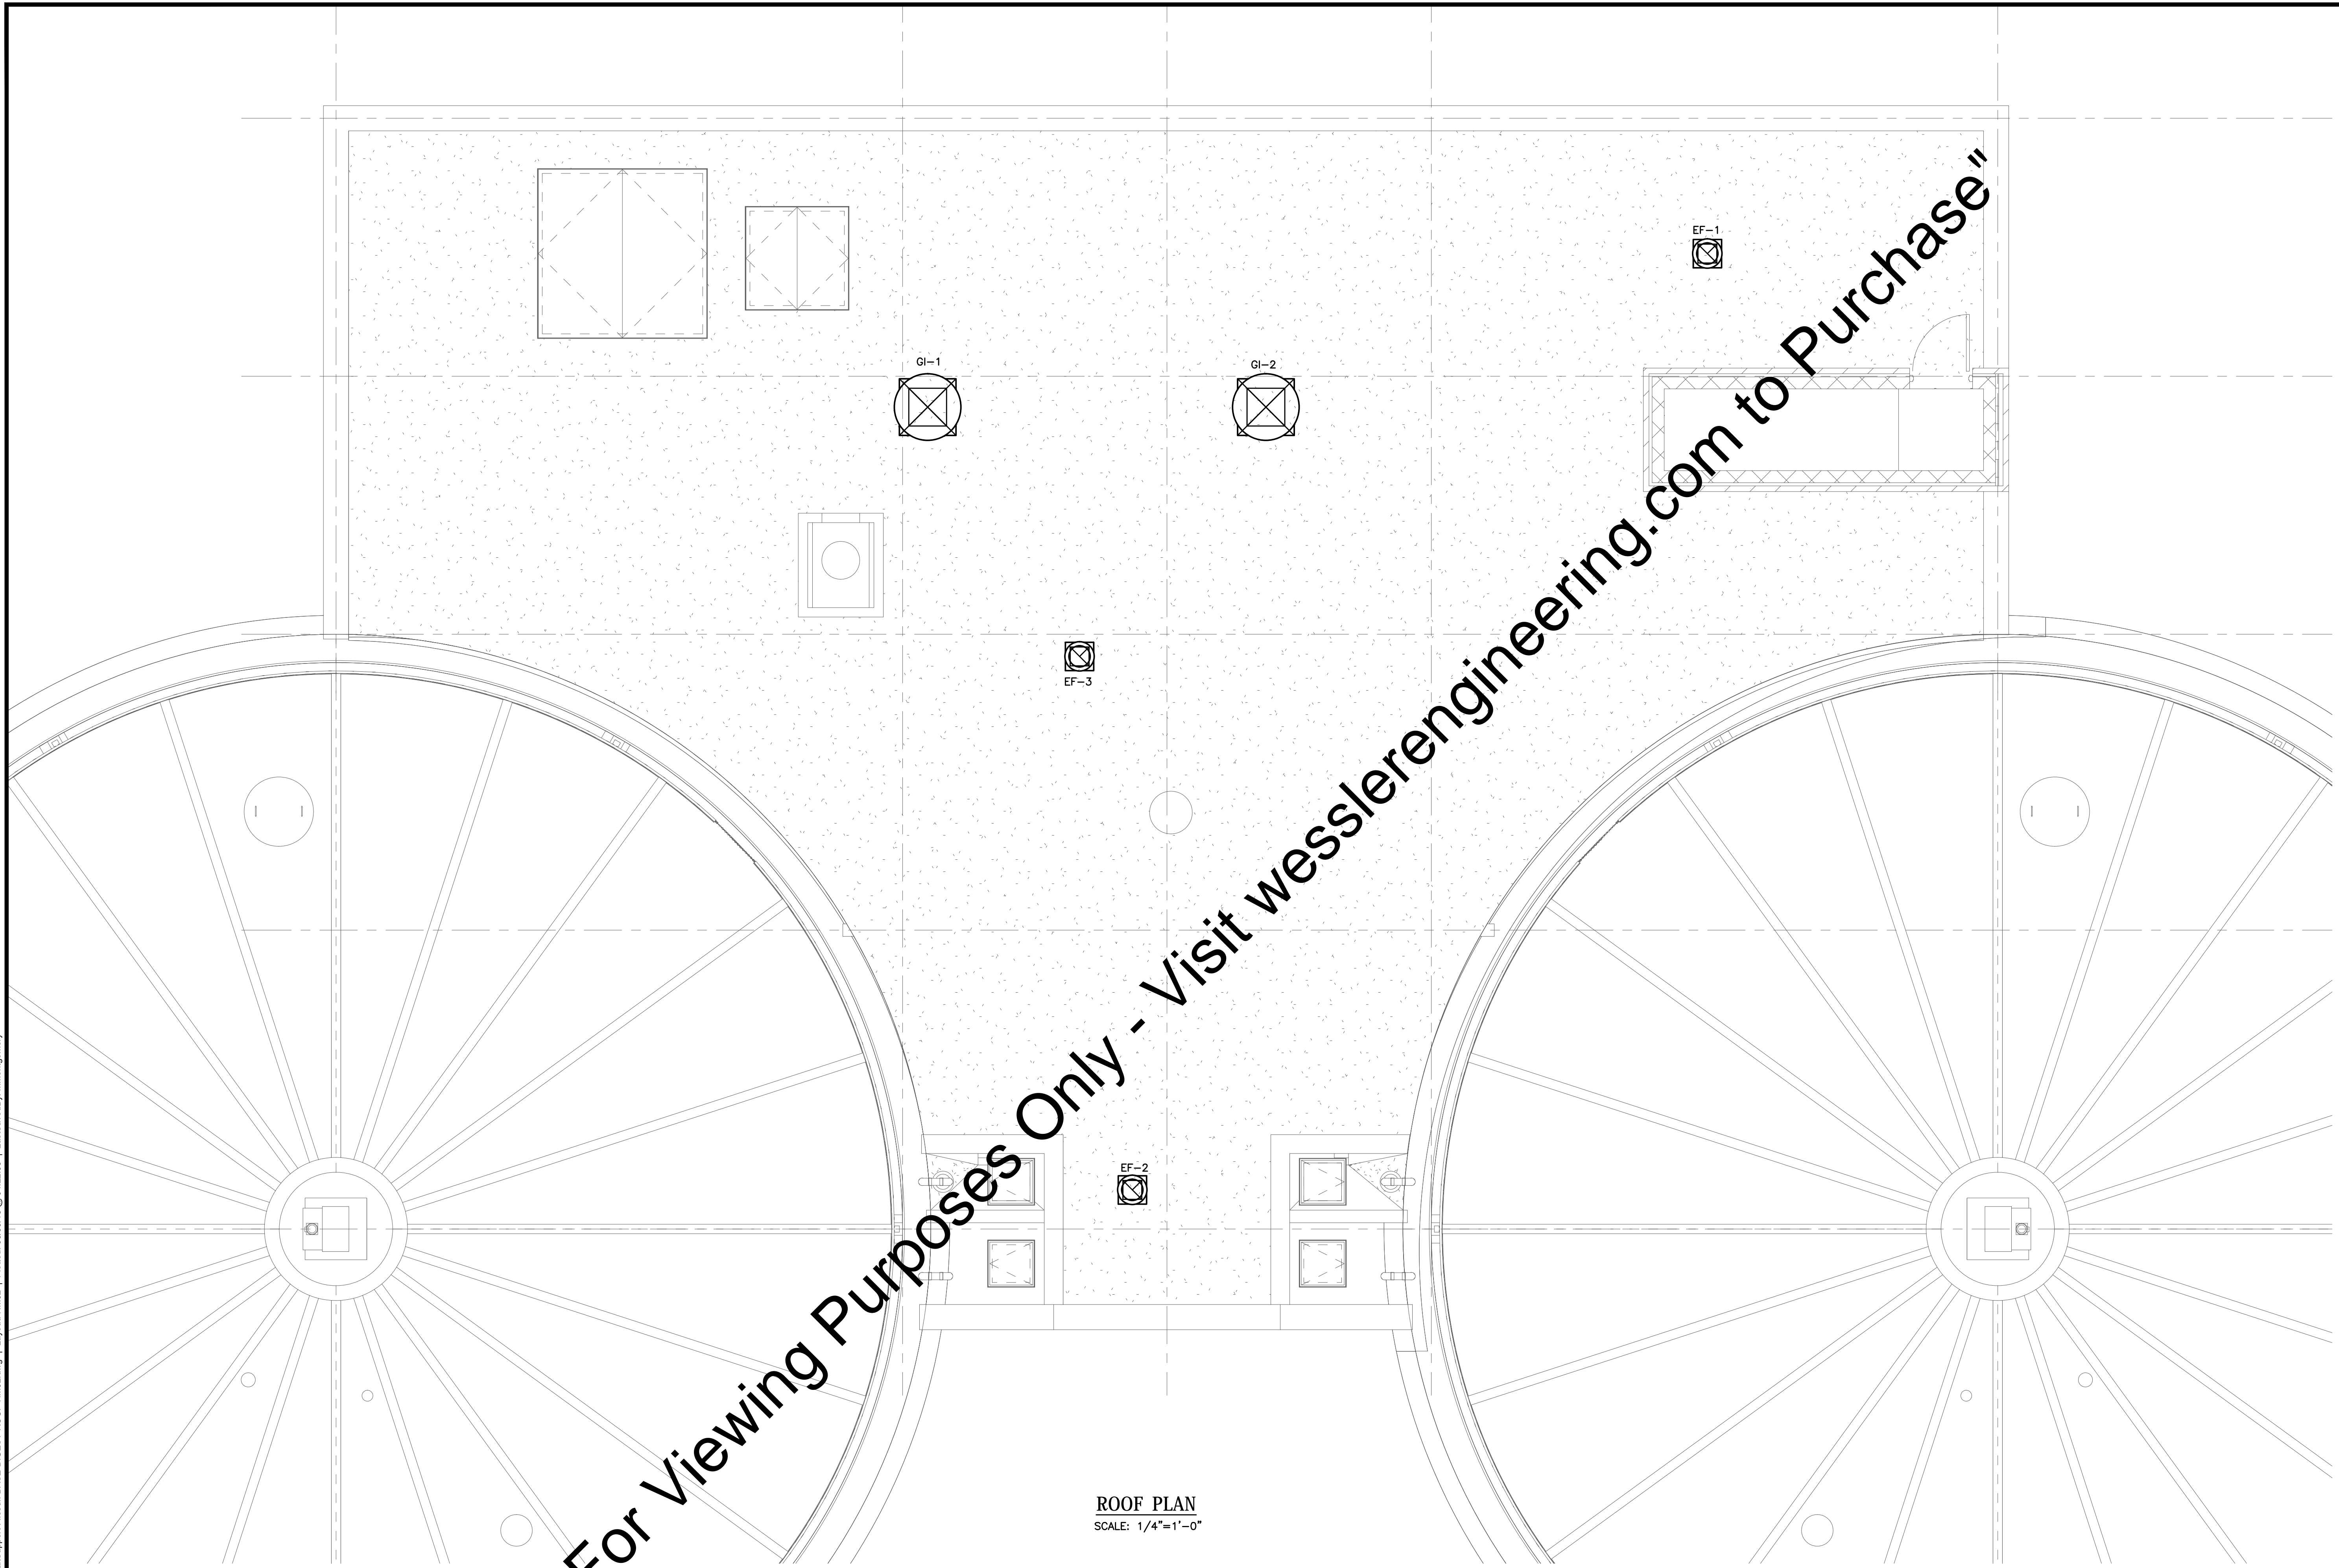 EF-1
GI-1
GI-2
EF-3
EF-2
For Viewing Purposes Only - Visit wesslerengineering.com to Purchase"
ROOF PLAN
SCALE: 1/4"=1'-0"